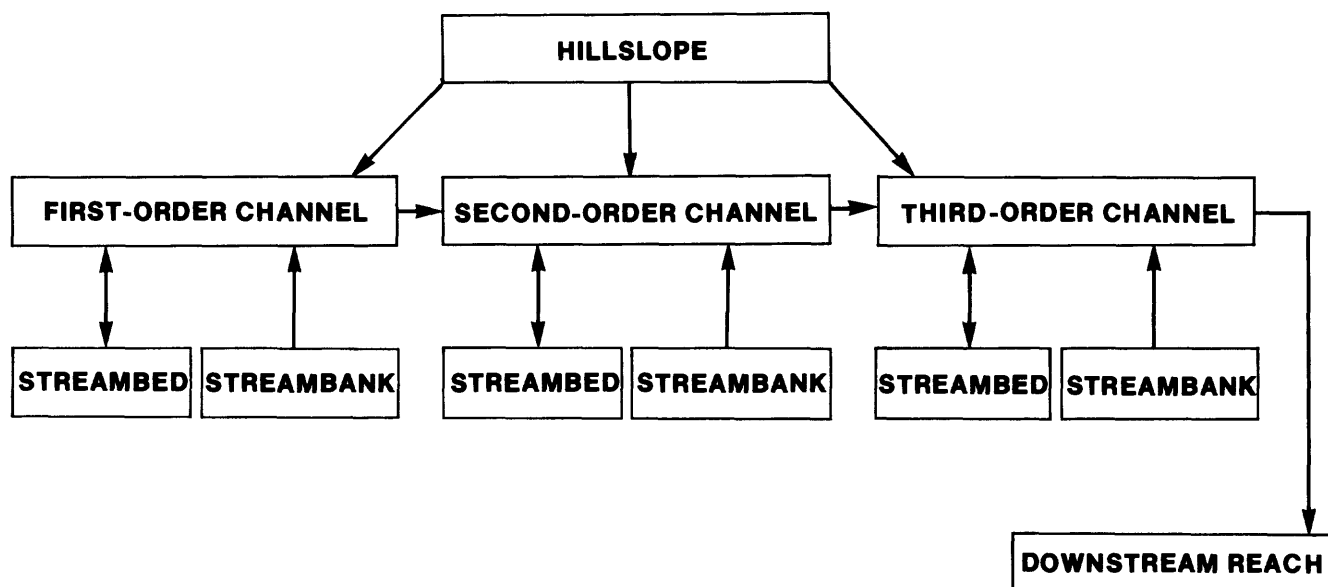 HILLSLOPE
FIRST-ORDER CHANNEL
SECOND-ORDER CHANNEL
THIRD-ORDER CHANNEL
STREAMBED
STREAMBANK
STREAMBED
STREAMBANK
STREAMBED
STREAMBANK
DOWNSTREAM REACH